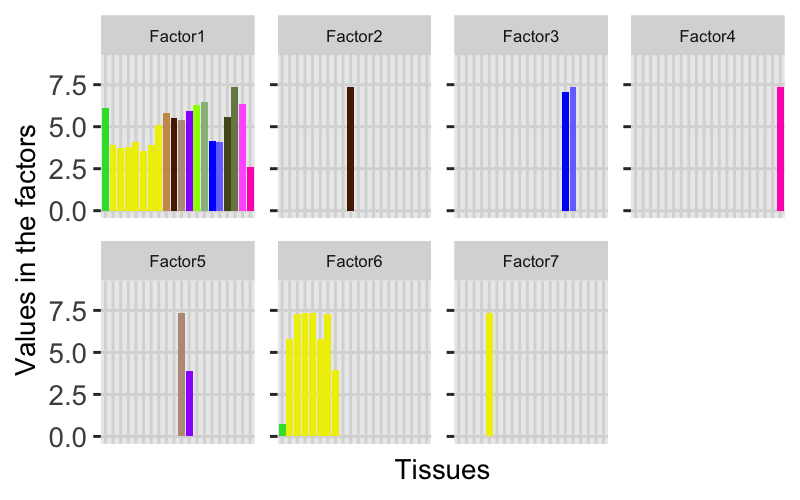 Factor1 Factor2 Factor3 Factor4
7.5
5.0
2.5
0.0
Factor5 Factor6 Factor7
7.5
5.0
2.5
0.0
Values in the factors
Tissues